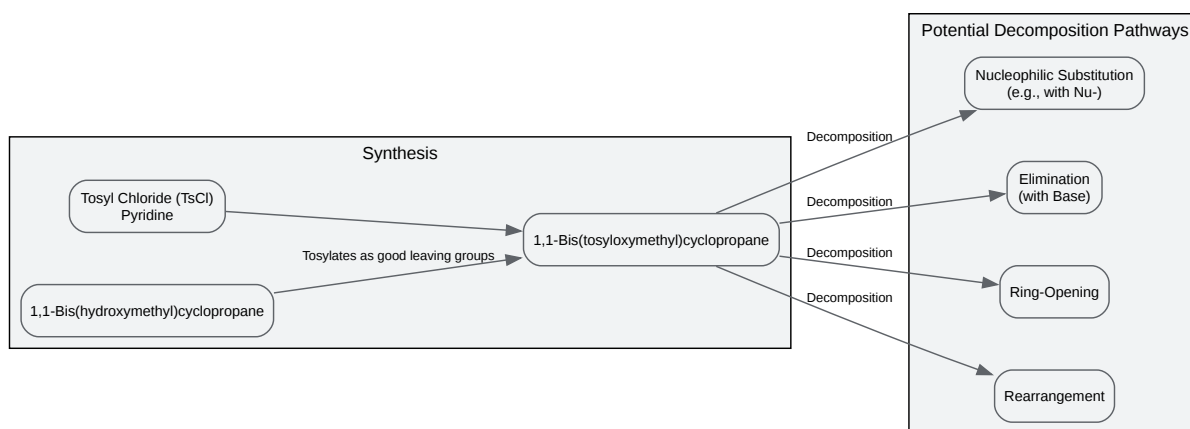 Synthesis
Tosyl Chloride (TsCl)
Pyridine
1,1-Bis(hydroxymethyl)cyclopropane
Tosylates as good leaving groups
1,1-Bis(tosyloxymethyl)cyclopropane
Decomposition
Decomposition
Decomposition
Decomposition
Potential Decomposition Pathways
Nucleophilic Substitution
(e.g., with Nu-)
Elimination
(with Base)
Ring-Opening
Rearrangement